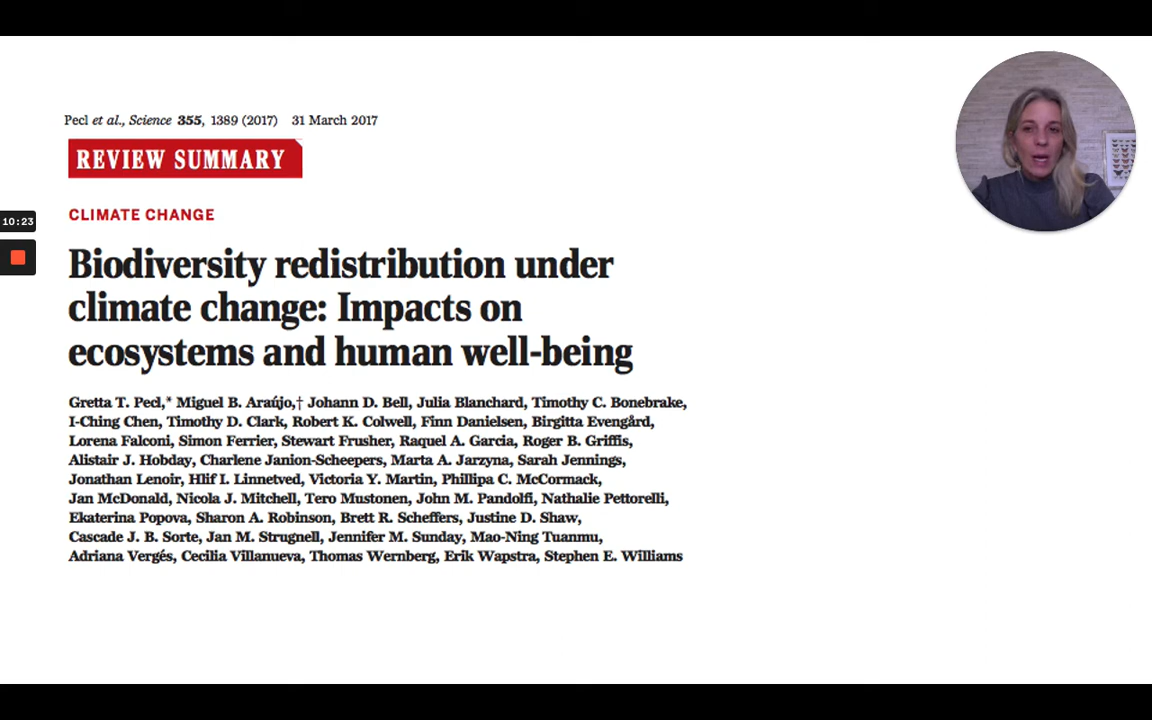 Pecl et al., Science 355, 1389 (2017) 31 March 2017
REVIEW SUMMARY
CLIMATE CHANGE
10:23
Biodiversity redistribution under
climate change: Impacts on
ecosystems and human well-being
Gretta T. Pecl,* Miguel B. Araújo,† Johann D. Bell, Julia Blanchard, Timothy C. Bonebrake,
I-Ching Chen, Timothy D. Clark, Robert K. Colwell, Finn Danielsen, Birgitta Evengård,
Lorena Falconi, Simon Ferrier, Stewart Frusher, Raquel A. Garcia, Roger B. Griffis,
Alistair J. Hobday, Charlene Janion-Scheepers, Marta A. Jarzyna, Sarah Jennings,
Jonathan Lenoir, Hlif I. Linnetved, Victoria Y. Martin, Phillipa C. McCormack,
Jan McDonald, Nicola J. Mitchell, Tero Mustonen, John M. Pandolfi, Nathalie Pettorelli,
Ekaterina Popova, Sharon A. Robinson, Brett R. Scheffers, Justine D. Shaw,
Cascade J. B. Sorte, Jan M. Strugnell, Jennifer M. Sunday, Mao-Ning Tuanmu,
Adriana Vergés, Cecilia Villanueva, Thomas Wernberg, Erik Wapstra, Stephen E. Williams